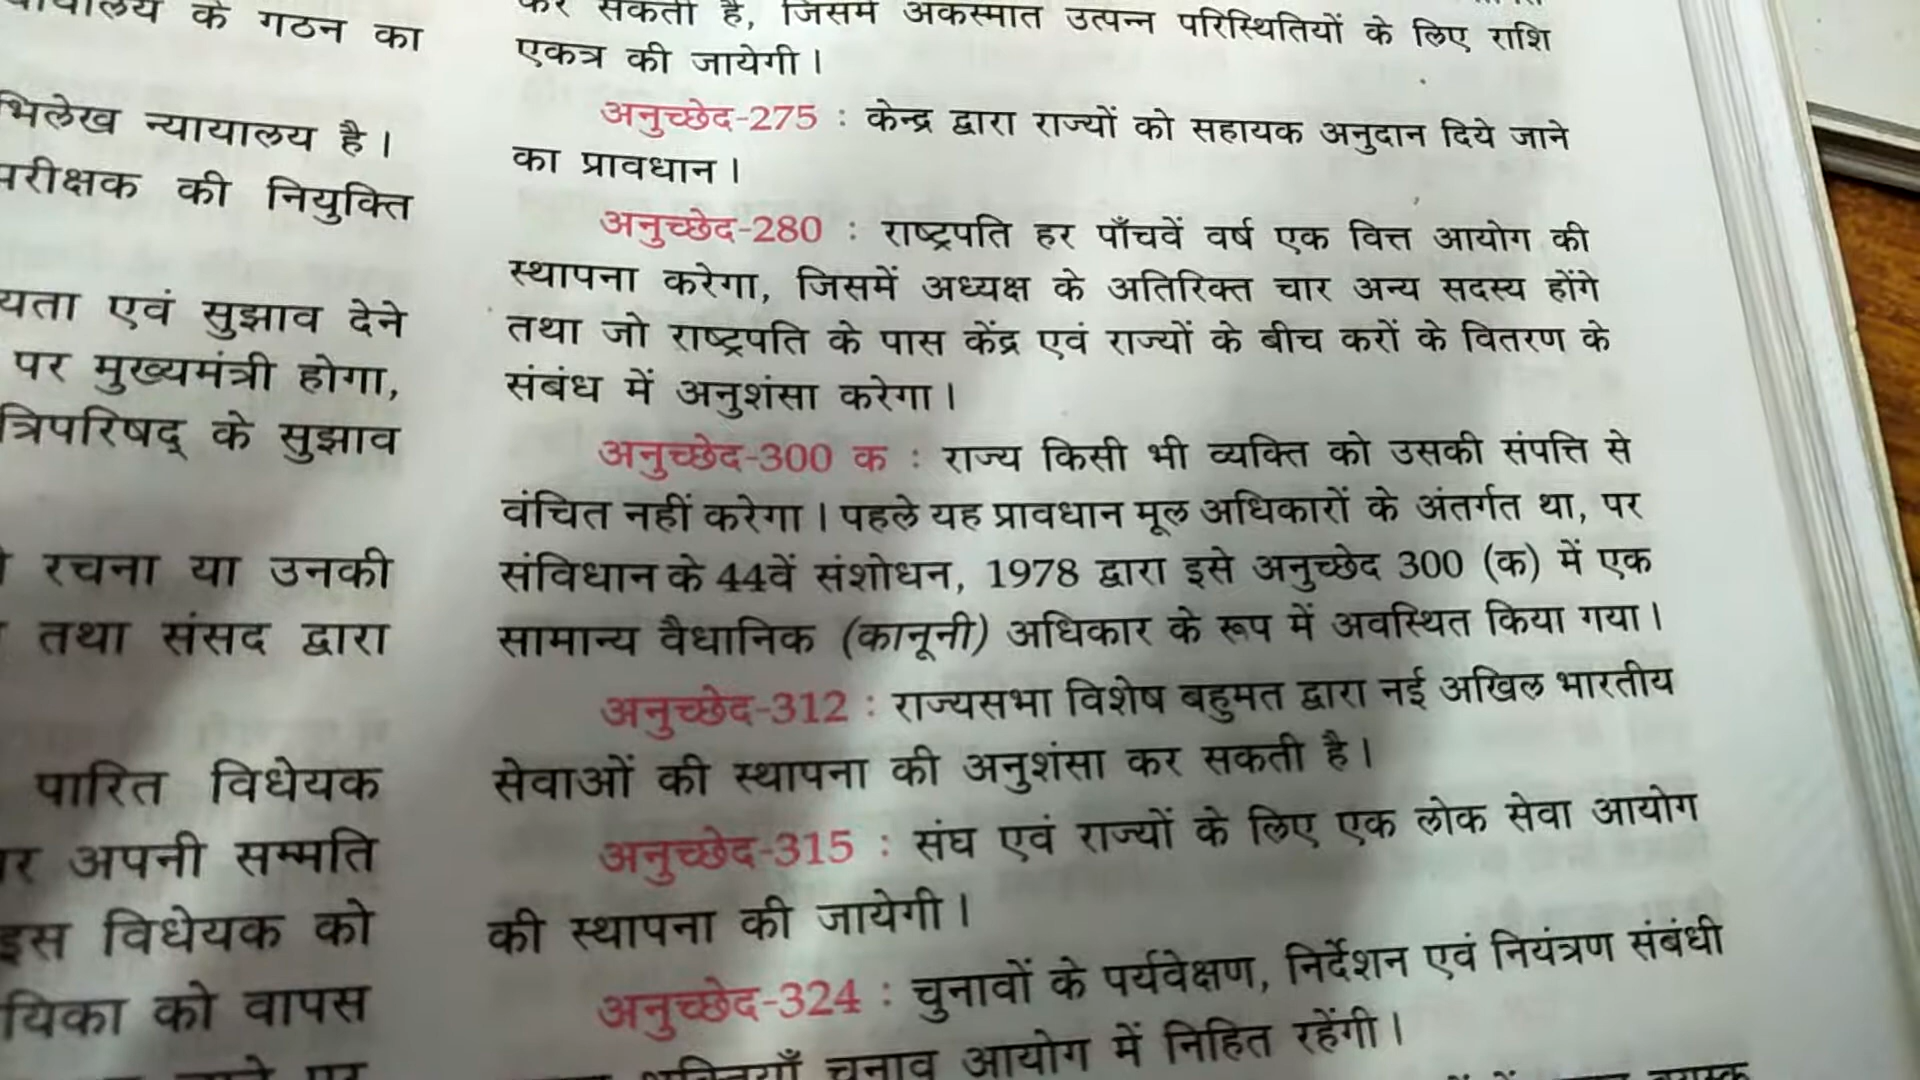 के गठन का
न्यायालय है।
की नियुक्ति
एवं सुझाव देने
पर मुख्यमंत्री होगा,
के सुझाव
रचना या उनकी
तथा संसद द्वारा
पारित विधेयक
अपनी सम्मति
इस विधेयक को
को वापस
कर सकती है, जिसमें अकस्मात उत्पन्न परिस्थितियों के लिए राशि
एकत्र की जायेगी।
अनुच्छेद-275 : केन्द्र द्वारा राज्यों को सहायक अनुदान दिये जाने
का प्रावधान।
अनुच्छेद-280 : राष्ट्रपति हर पाँचवें वर्ष एक वित्त आयोग की
स्थापना करेगा, जिसमें अध्यक्ष के अतिरिक्त चार अन्य सदस्य होंगे
तथा जो राष्ट्रपति के पास केंद्र एवं राज्यों के बीच करों के वितरण के
संबंध में अनुशंसा करेगा।
अनुच्छेद-300 क : राज्य किसी भी व्यक्ति को उसकी संपत्ति से
वंचित नहीं करेगा। पहले यह प्रावधान मूल अधिकारों के अंतर्गत था, पर
संविधान के 44वें संशोधन, 1978 द्वारा इसे अनुच्छेद 300 (क) में एक
सामान्य वैधानिक (कानूनी) अधिकार के रूप में अवस्थित किया गया।
अनुच्छेद-312 : राज्यसभा विशेष बहुमत द्वारा नई अखिल भारतीय
सेवाओं की स्थापना की अनुशंसा कर सकती है।
अनुच्छेद-315 : संघ एवं राज्यों के लिए एक लोक सेवा आयोग
की स्थापना की जायेगी।
अनुच्छेद-324 : चुनावों के पर्यवेक्षण, निर्देशन एवं नियंत्रण संबंधी
चुनाव आयोग में निहित रहेंगी।